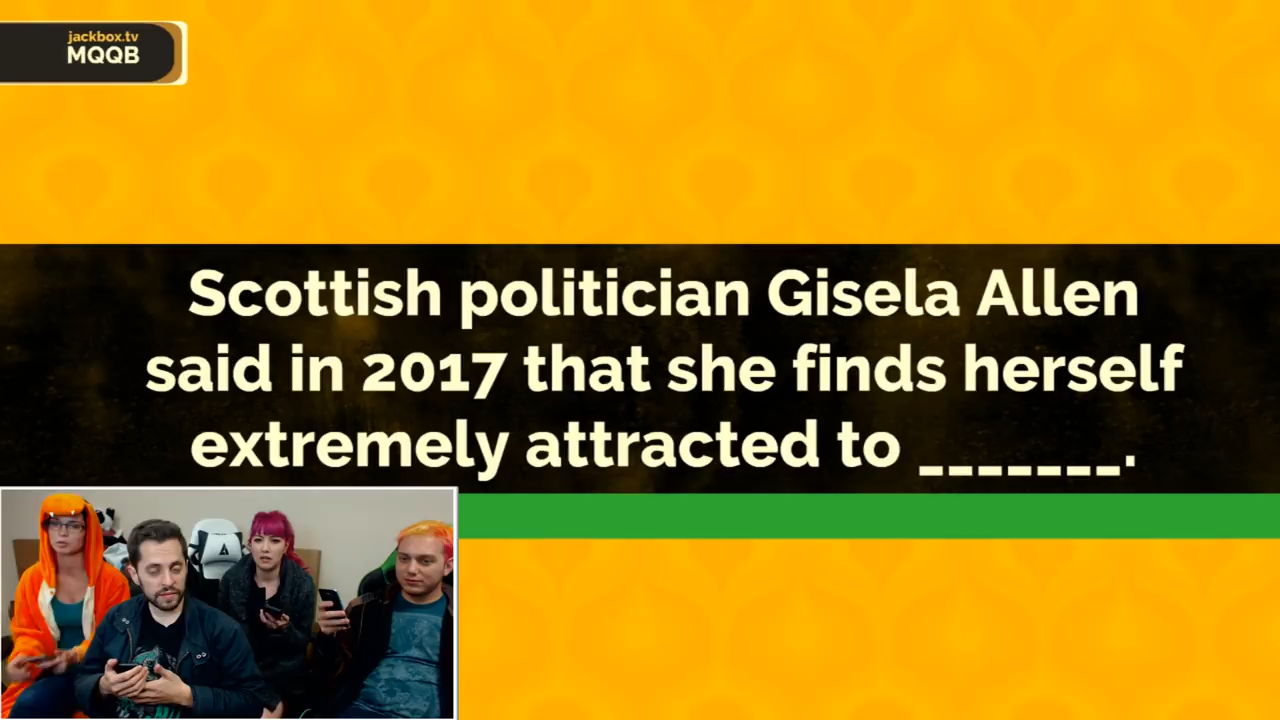 jackbox.tv
MQQB
Scottish politician Gisela Allen
said in 2017 that she finds herself
extremely attracted to _______.